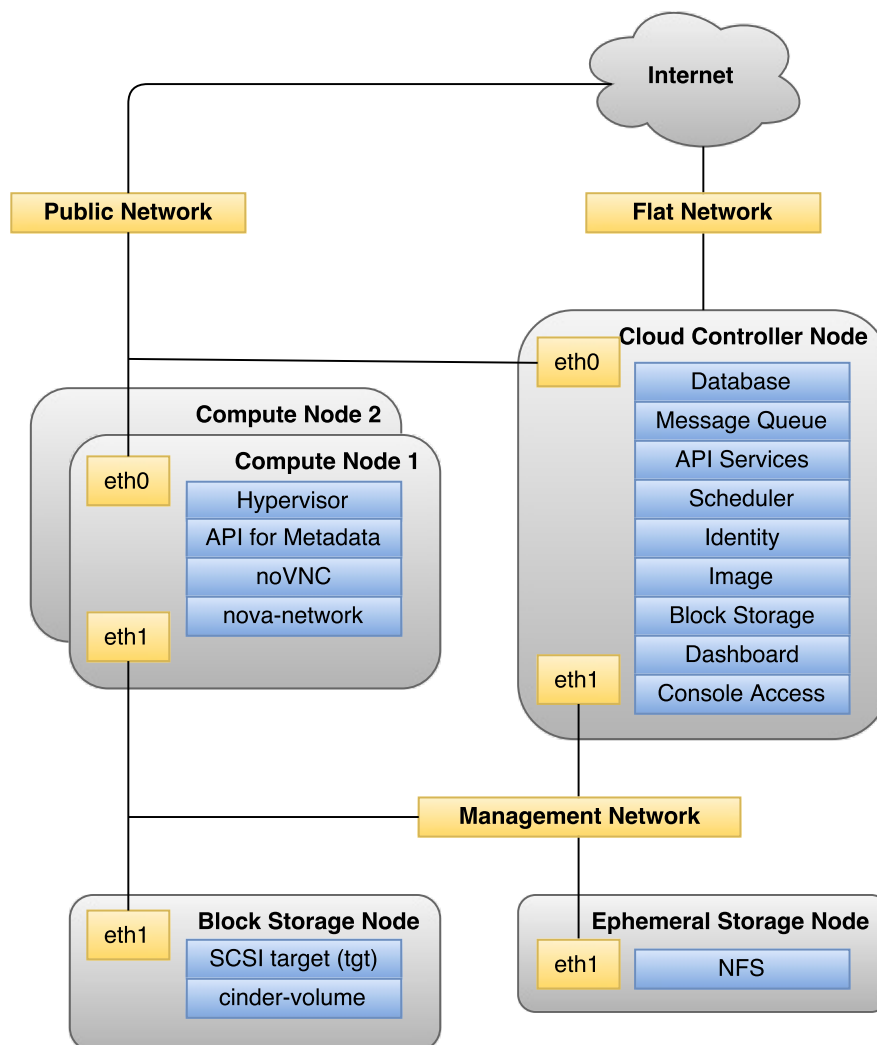 Internet
Public Network
Flat Network
Cloud Controller Node
eth0
Database
Message Queue
API Services
Scheduler
Identity
Image
Block Storage
Dashboard
Console Access
eth1
Compute Node 2
Compute Node 1
eth0
Hypervisor
API for Metadata
noVNC
nova-network
eth1
Management Network
Block Storage Node
eth1
SCSI target (tgt)
cinder-volume
Ephemeral Storage Node
eth1
NFS